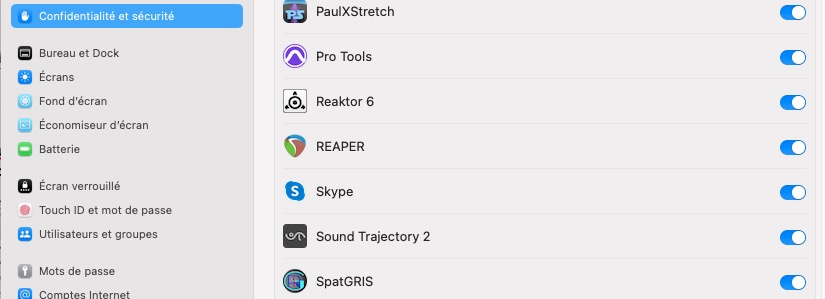 Confidentialité et sécurité
Bureau et Dock
Écrans
Fond d'écran
Économiseur d'écran
Batterie
Écran verrouillé
Touch ID et mot de passe
Utilisateurs et groupes
Mots de passe
Comptes Internet
PaulXStretch
Pro Tools
Reaktor 6
REAPER
Skype
Sound Trajectory 2
SpatGRIS